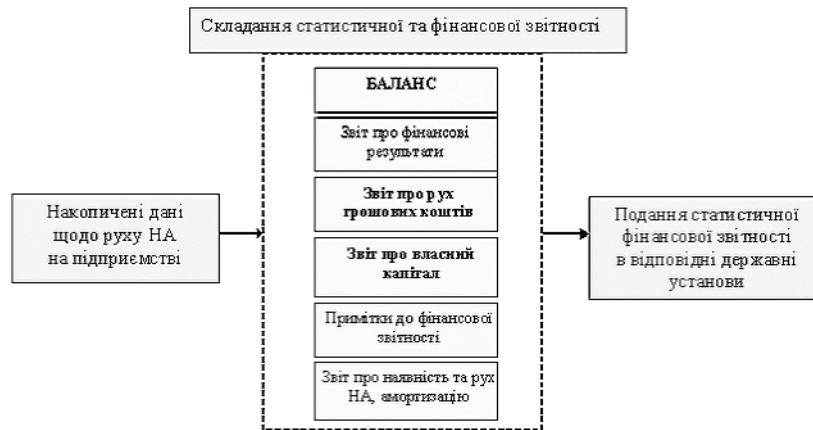 Складання статистичної та фінансової звітності
БАЛАНС
Звіт про фінансові
результати
Звіт про рух
грошових коштів
Звіт про власний
капітал
Примітки до фінансової
звітності
Звіт про наявність та рух
НА, амортизацію
Накопичені дані
щодо руху НА
на підприємстві
Подання статистичної
фінансової звітності
в відповідні державні
установи